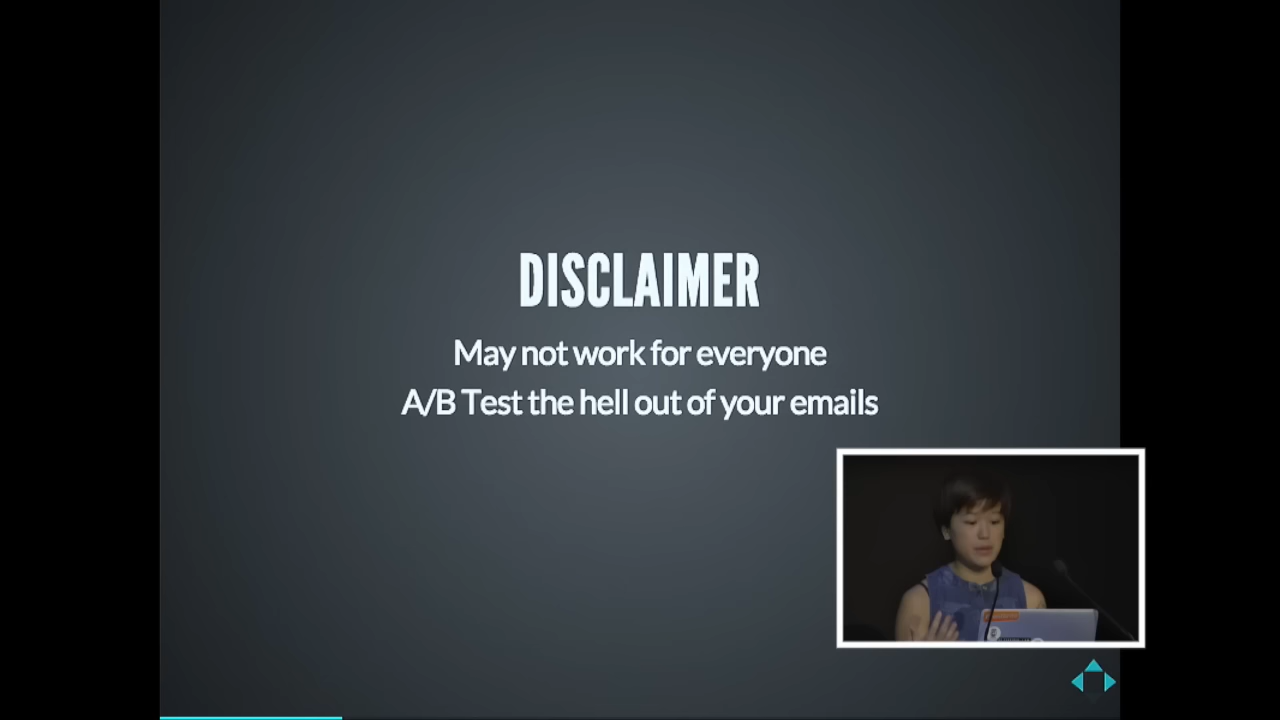 DISCLAIMER
May not work for everyone
A/B Test the hell out of your emails